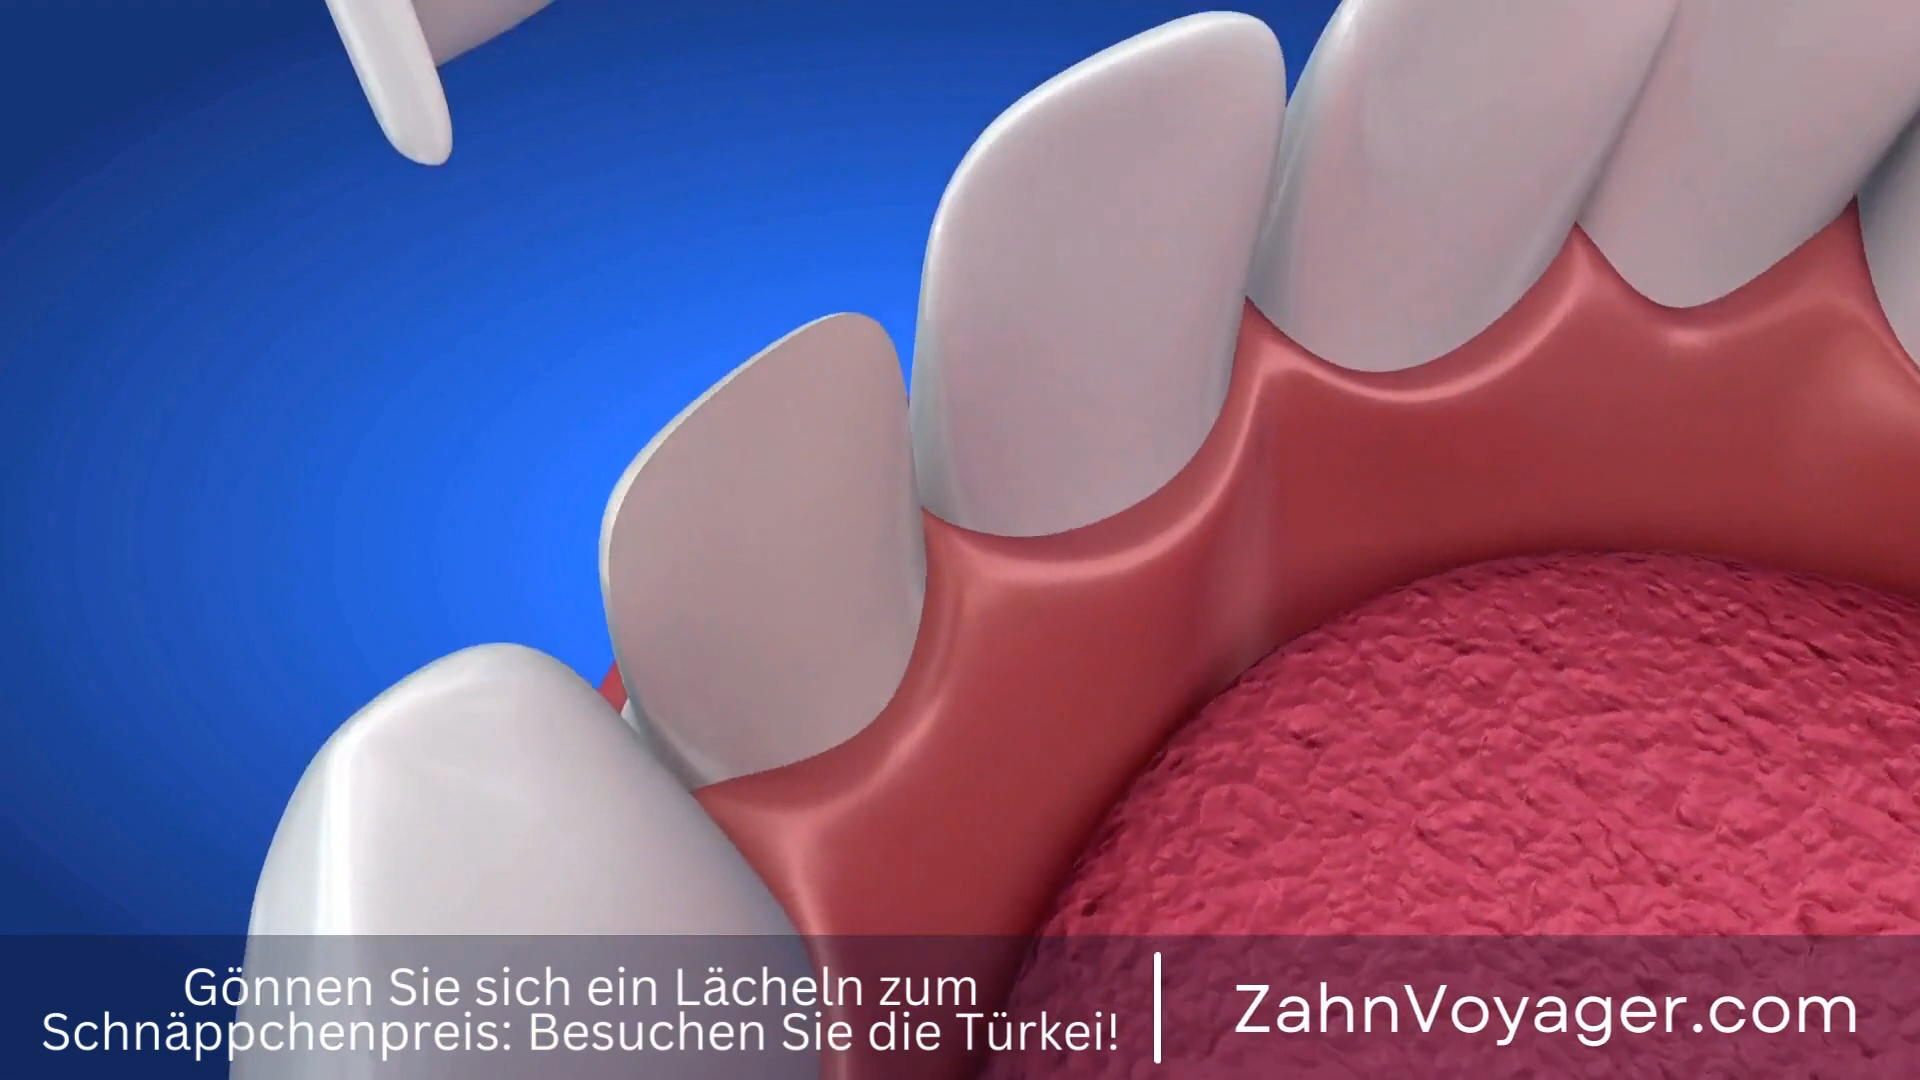 Gönnen Sie sich ein Lächeln zum
Schnäppchenpreis: Besuchen Sie die Türkei!
ZahnVoyager.com